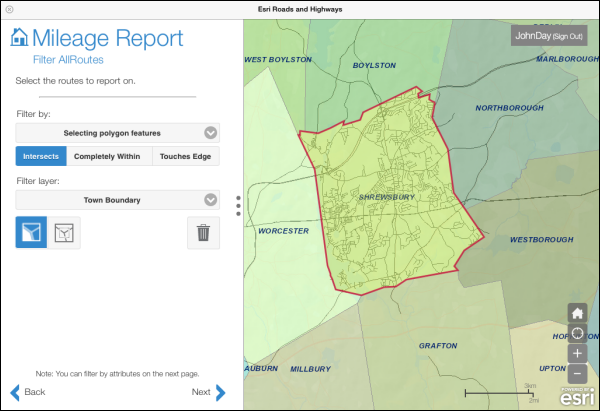 Esri Roads and Highways
Mileage Report
Filter AllRoutes
Select the routes to report on.
Filter by:
Selecting polygon features
Intersects
Completely Within
Touches Edge
Filter layer:
Town Boundary
Note: You can filter by attributes on the next page.
Back
Next
JohnDay (Sign Out)
WEST BOYLSTON
BOYLSTON
MARLBOROUGH
NORTHBOROUGH
SHREWSBURY
WORCESTER
WESTBOROUGH
GRAFTON
AUBURN
MILLBURY
UPTON
3km
2mi
POWERED BY
esri